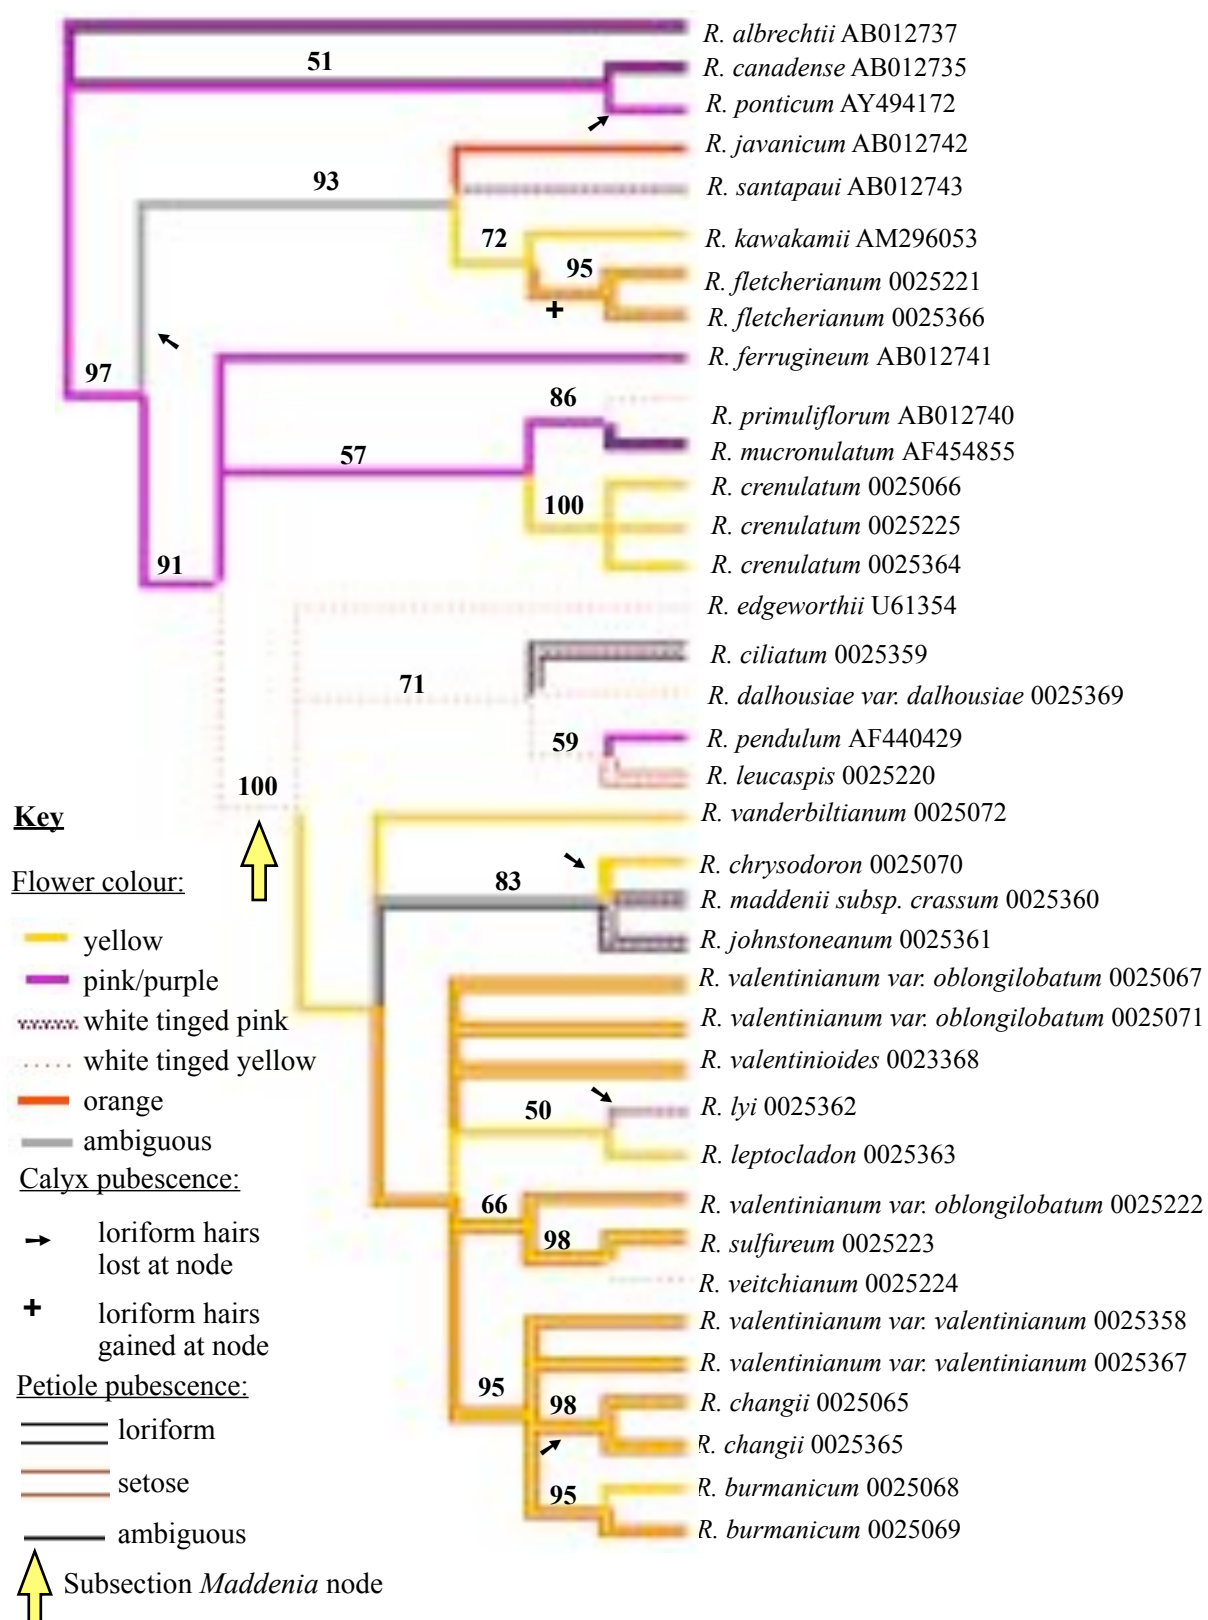 R. albrechtii AB012737
51
R. canadense AB012735
R. ponticum AY494172
R. javanicum AB012742
93
R. santapaui AB012743
72
R. kawakamii AM296053
95
R. fletcherianum 0025221
+
R. fletcherianum 0025366
97
R. ferrugineum AB012741
86
R. primuliflorum AB012740
57
R. mucronulatum AF454855
R. crenulatum 0025066
100
R. crenulatum 0025225
91
R. crenulatum 0025364
R. edgeworthii U61354
R. ciliatum 0025359
71
R. dalhousiae var. dalhousiae 0025369
59
R. pendulum AF440429
R. leucaspis 0025220
100
R. vanderbiltianum 0025072
83
R. chrysodoron 0025070
R. maddenii subsp. crassum 0025360
R. johnstoneanum 0025361
R. valentinianum var. oblongilobatum 0025067
R. valentinianum var. oblongilobatum 0025071
R. valentinioides 0023368
50
R. lyi 0025362
R. leptocladon 0025363
66
R. valentinianum var. oblongilobatum 0025222
98
R. sulfureum 0025223
R. veitchianum 0025224
R. valentinianum var. valentinianum 0025358
R. valentinianum var. valentinianum 0025367
95
98
R. changii 0025065
R. changii 0025365
95
R. burmanicum 0025068
R. burmanicum 0025069
Key
Flower colour:
yellow
pink/purple
white tinged pink
white tinged yellow
orange
ambiguous
Calyx pubescence:
loriform hairs
lost at node
+
loriform hairs
gained at node
Petiole pubescence:
loriform
setose
ambiguous
Subsection Maddenia node